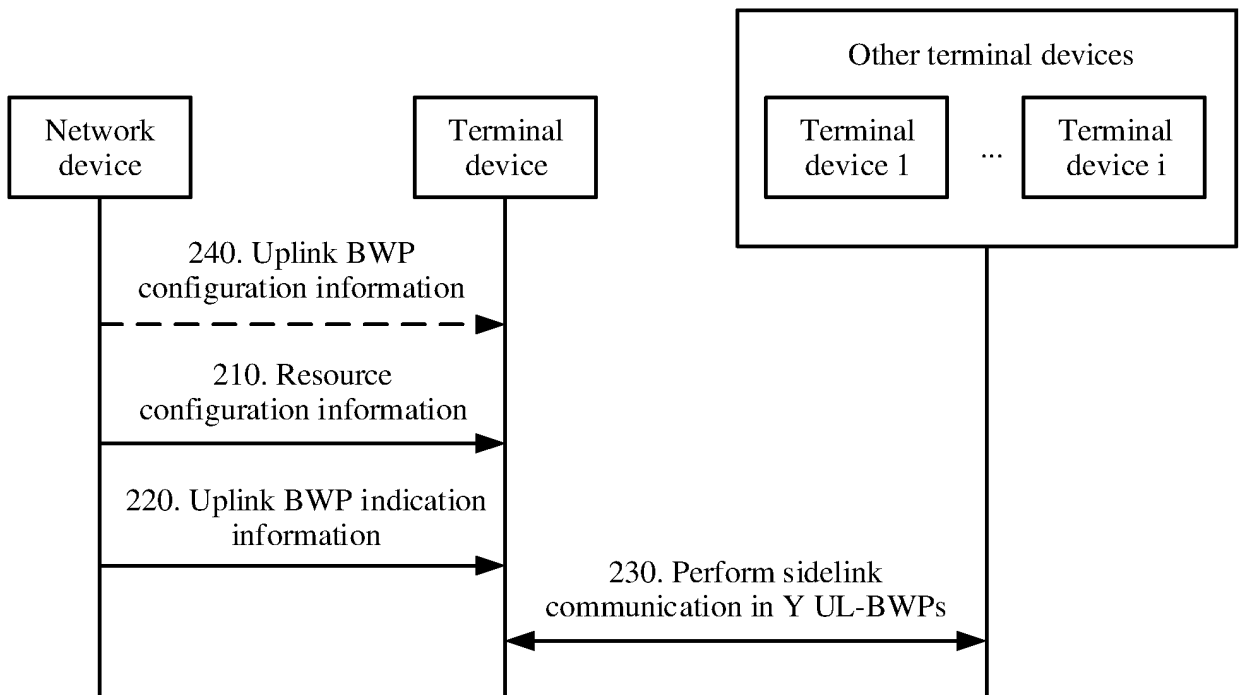 Other terminal devices
Network
device
Terminal
device
Terminal
device 1
...
Terminal
device i
240. Uplink BWP
configuration information
210. Resource
configuration information
220. Uplink BWP indication
information
230. Perform sidelink
communication in Y UL-BWPs